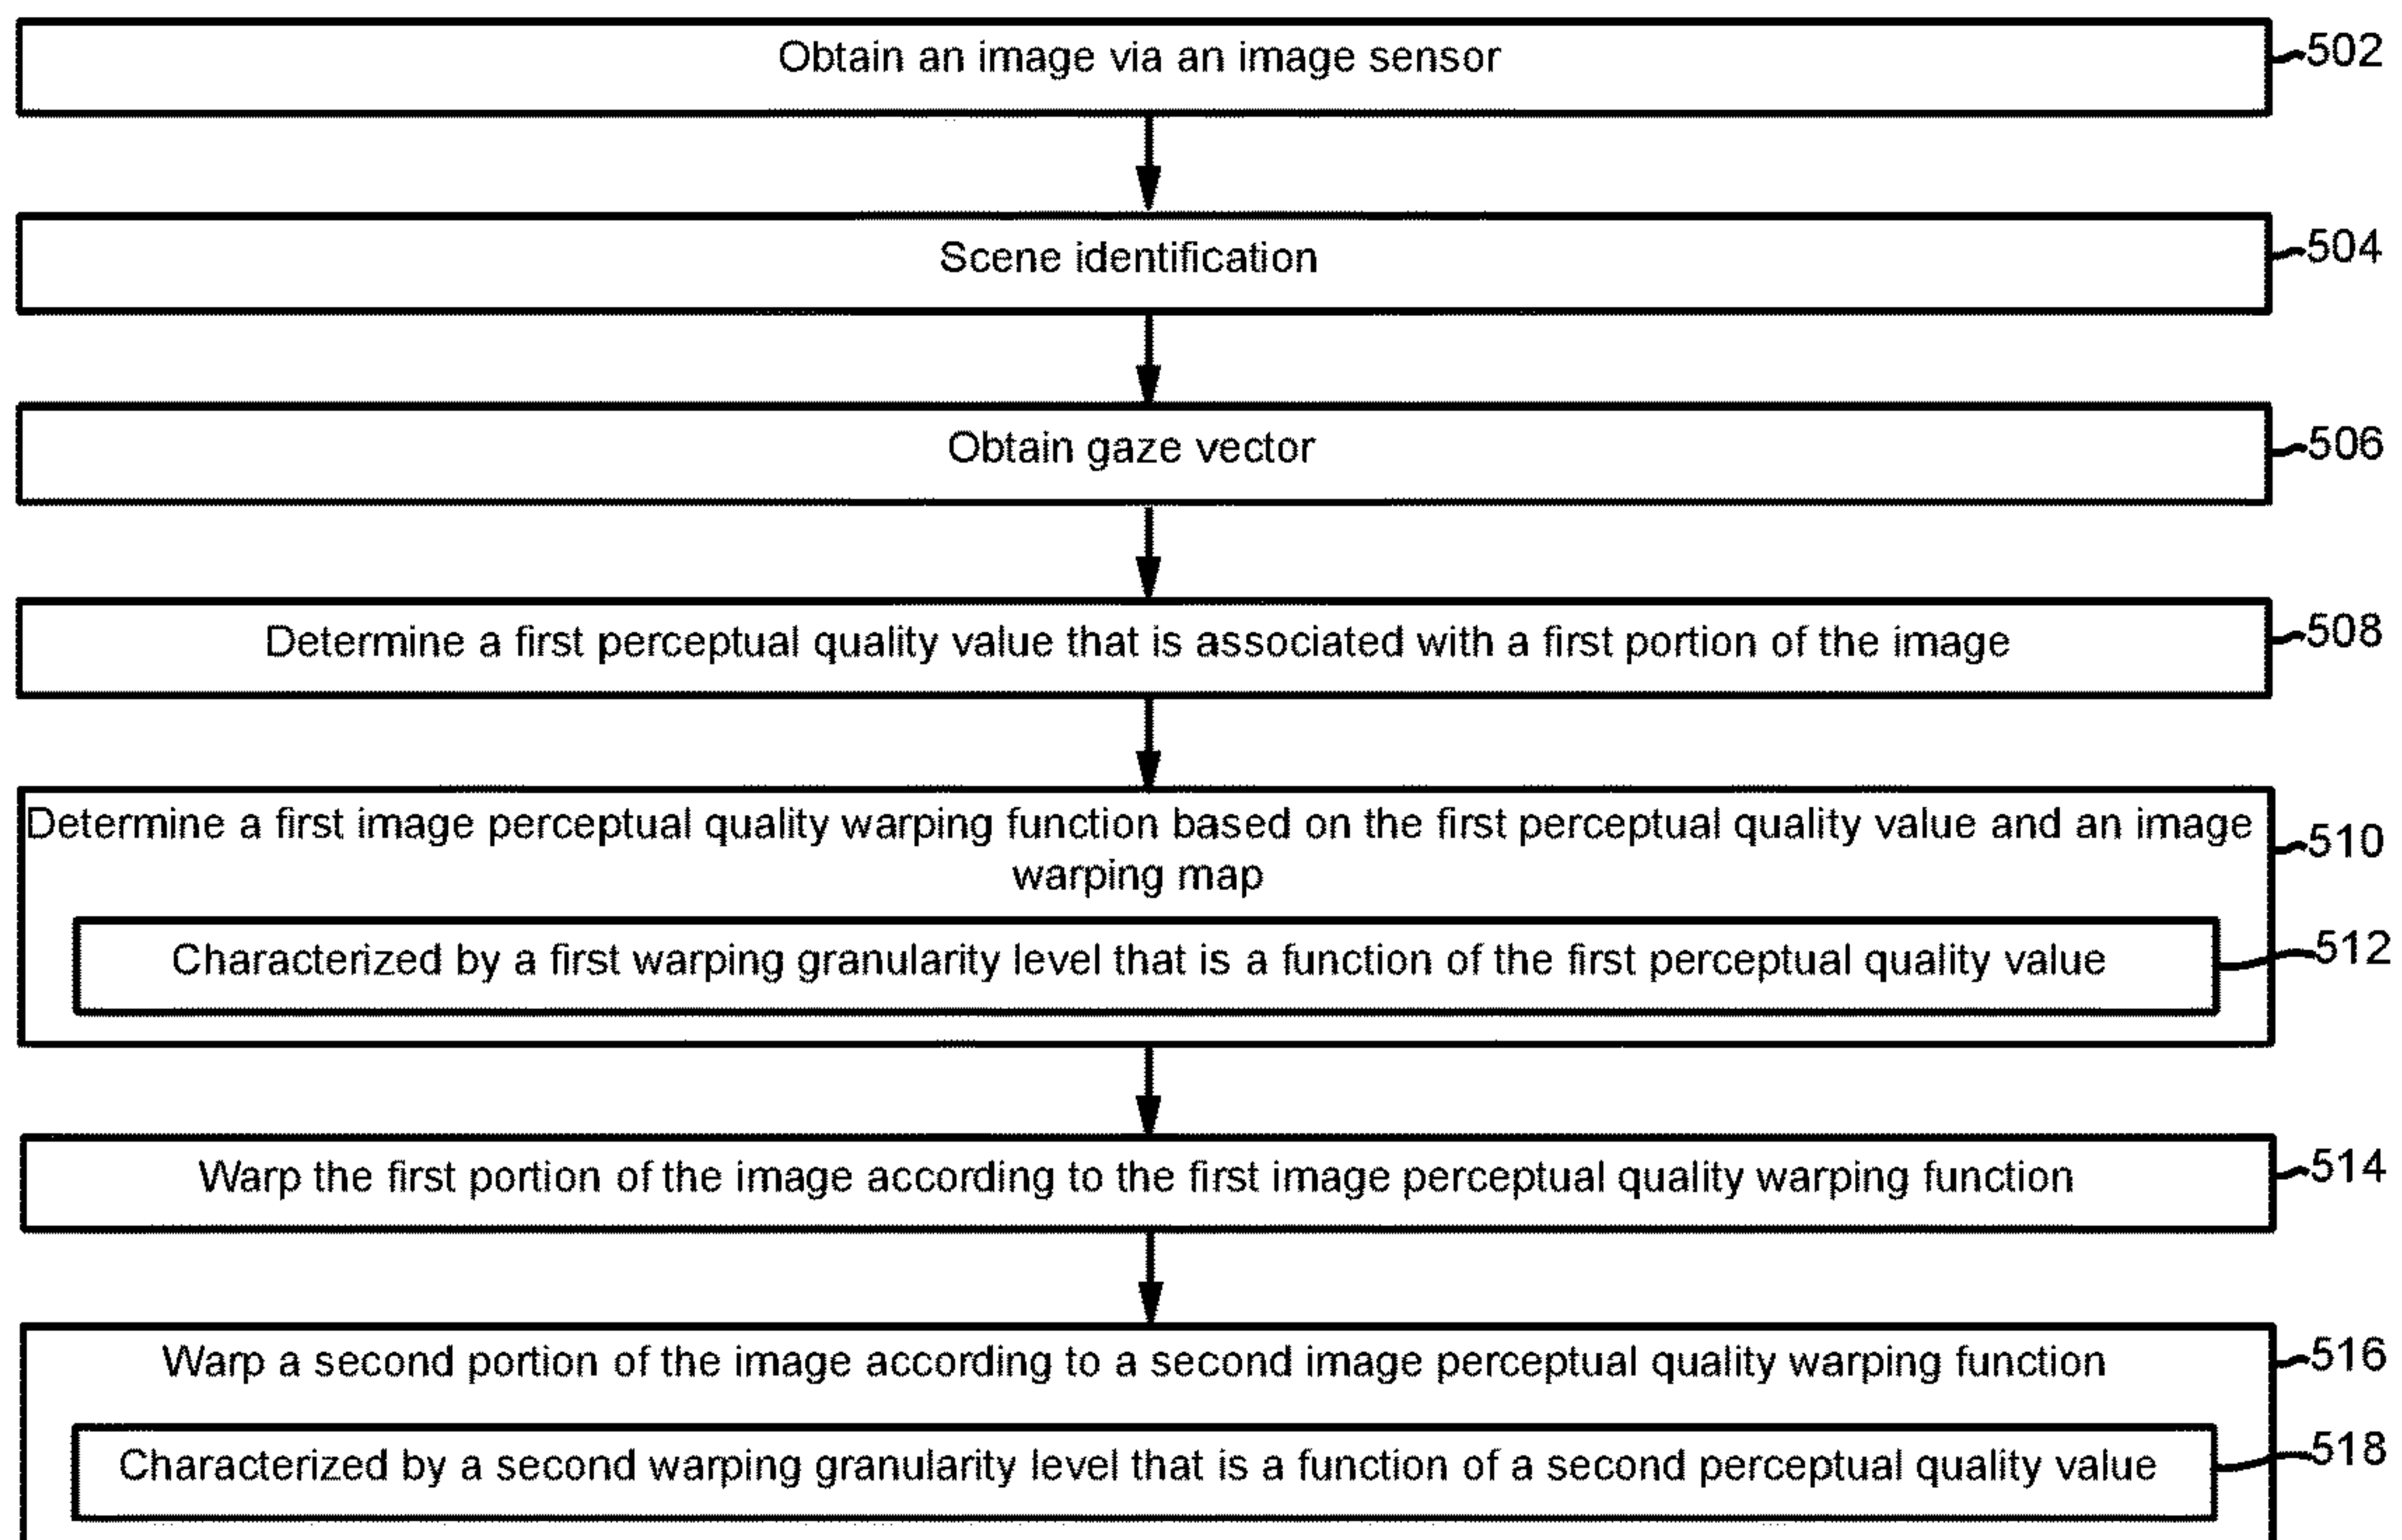 Obtain an image via an image sensor
502
Scene identification
504
Obtain gaze vector
506
Determine a first perceptual quality value that is associated with a first portion of the image
508
Determine a first image perceptual quality warping function based on the first perceptual quality value and an image
warping map
510
Characterized by a first warping granularity level that is a function of the first perceptual quality value
512
Warp the first portion of the image according to the first image perceptual quality warping function
514
Warp a second portion of the image according to a second image perceptual quality warping function
516
Characterized by a second warping granularity level that is a function of a second perceptual quality value
518